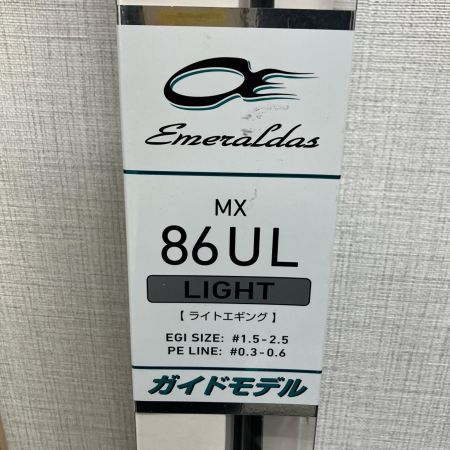 Emeraldas
MX
86UL
LIGHT
【 ライトエギング 】
EGI SIZE: #1.5-2.5
PE LINE: #0.3-0.6
ガイドモデル